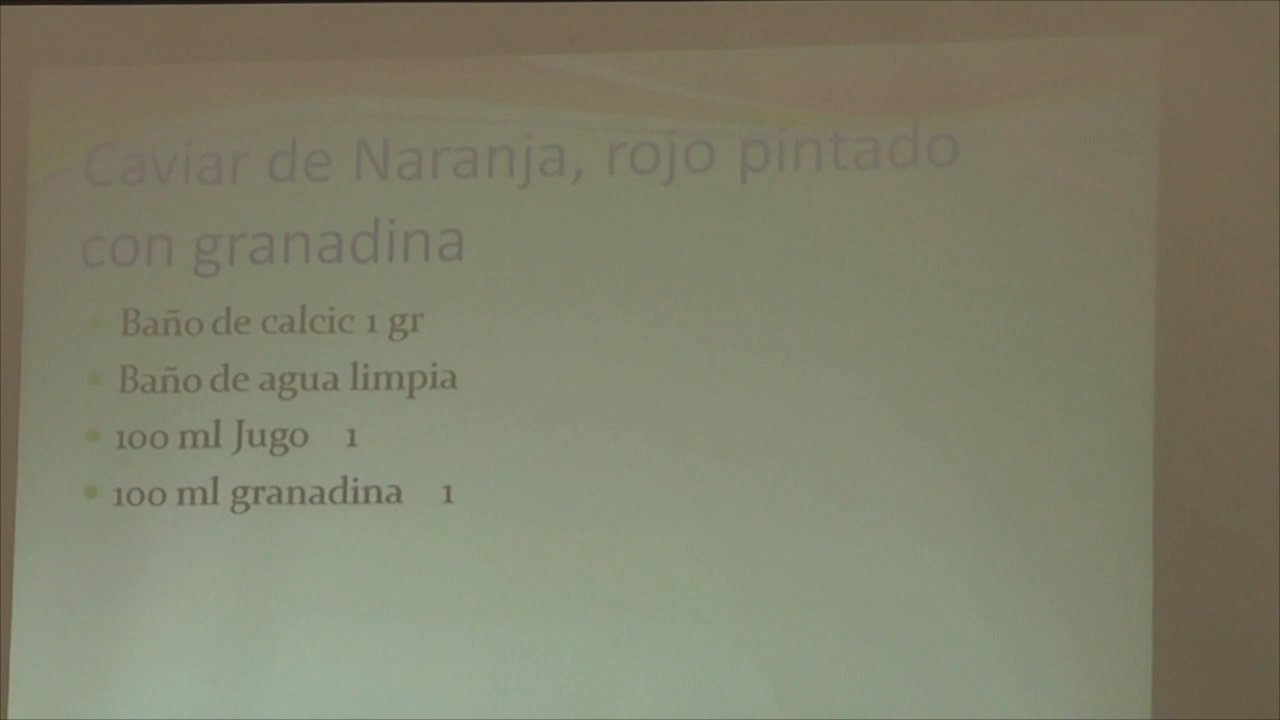 Caviar de Naranja, rojo pintado
con granadina
Baño de calcic 1 gr
Baño de agua limpia
100 ml Jugo 1
100 ml granadina 1